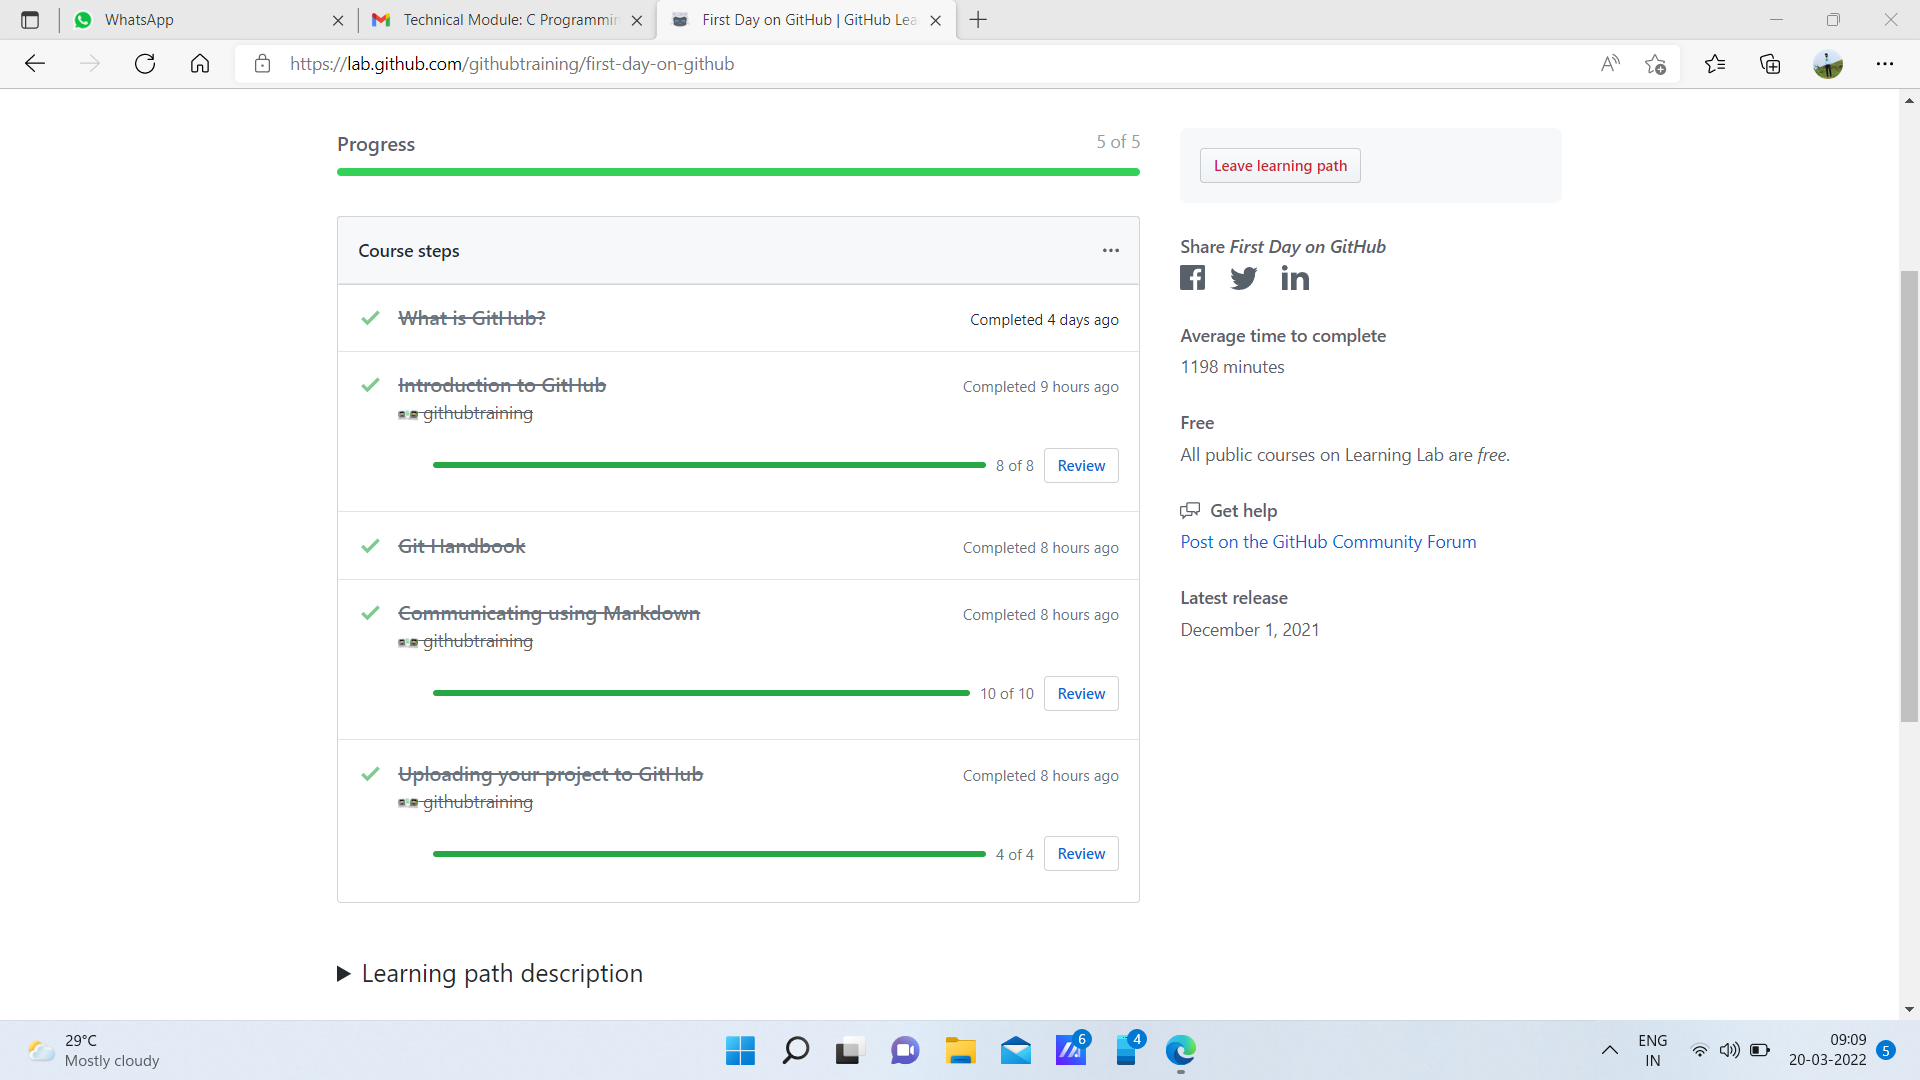 WhatsApp
Technical Module: C Programmin
First Day on GitHub | GitHub Lea
https://lab.github.com/githubtraining/first-day-on-github
Progress
5 of 5
Course steps
What is GitHub?
Completed 4 days ago
Introduction to GitHub
Completed 9 hours ago
githubtraining
8 of 8
Review
Git Handbook
Completed 8 hours ago
Communicating using Markdown
Completed 8 hours ago
githubtraining
10 of 10
Review
Uploading your project to GitHub
Completed 8 hours ago
githubtraining
4 of 4
Review
Learning path description
Leave learning path
Share First Day on GitHub
Average time to complete
1198 minutes
Free
All public courses on Learning Lab are free.
Get help
Post on the GitHub Community Forum
Latest release
December 1, 2021
29°C
Mostly cloudy
6
4
ENG
IN
09:09
20-03-2022
5